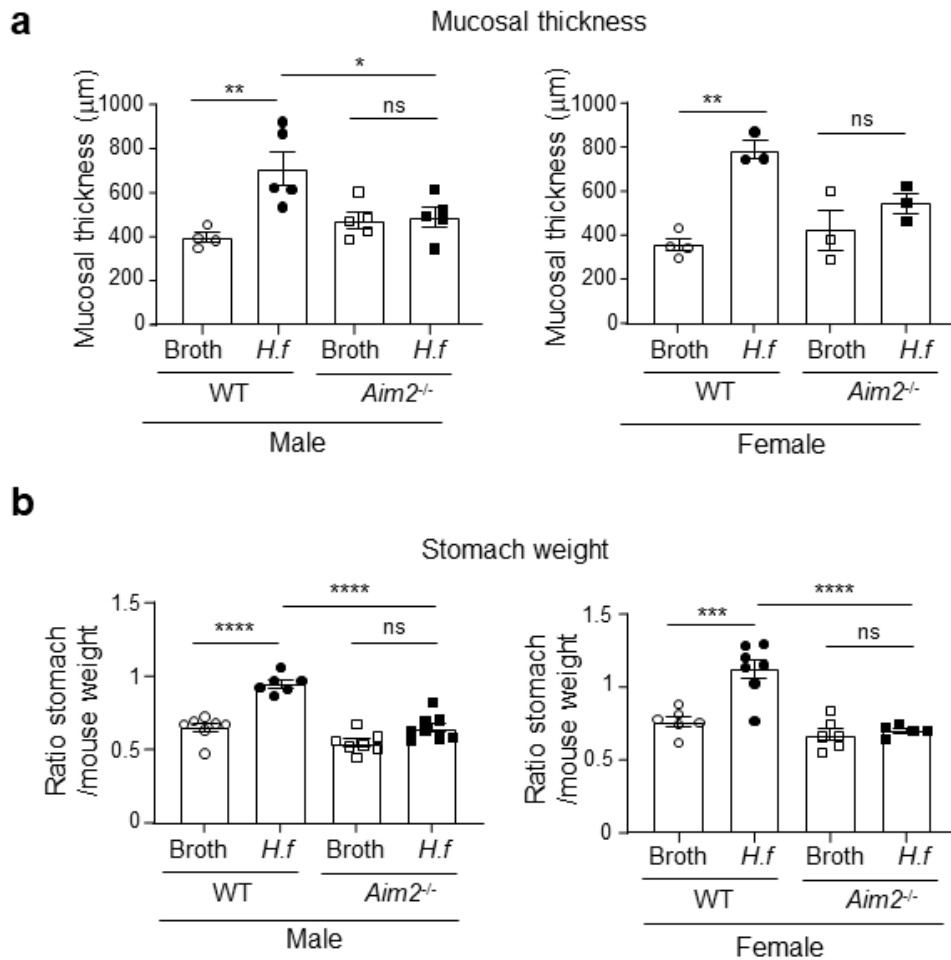 a
Mucosal thickness
Mucosal thickness (μm)
1000
800
600
400
200
0
**
*
ns
Broth H.f Broth H.f
WT Aim2-/-
Male
Mucosal thickness (μm)
1000
800
600
400
200
0
**
ns
Broth H.f Broth H.f
WT Aim2-/-
Female
b
Stomach weight
Ratio stomach
/mouse weight
1.5
1
0.5
0
****
****
ns
Broth H.f Broth H.f
WT Aim2-/-
Male
Ratio stomach
/mouse weight
1.5
1
0.5
0
***
****
ns
Broth H.f Broth H.f
WT Aim2-/-
Female